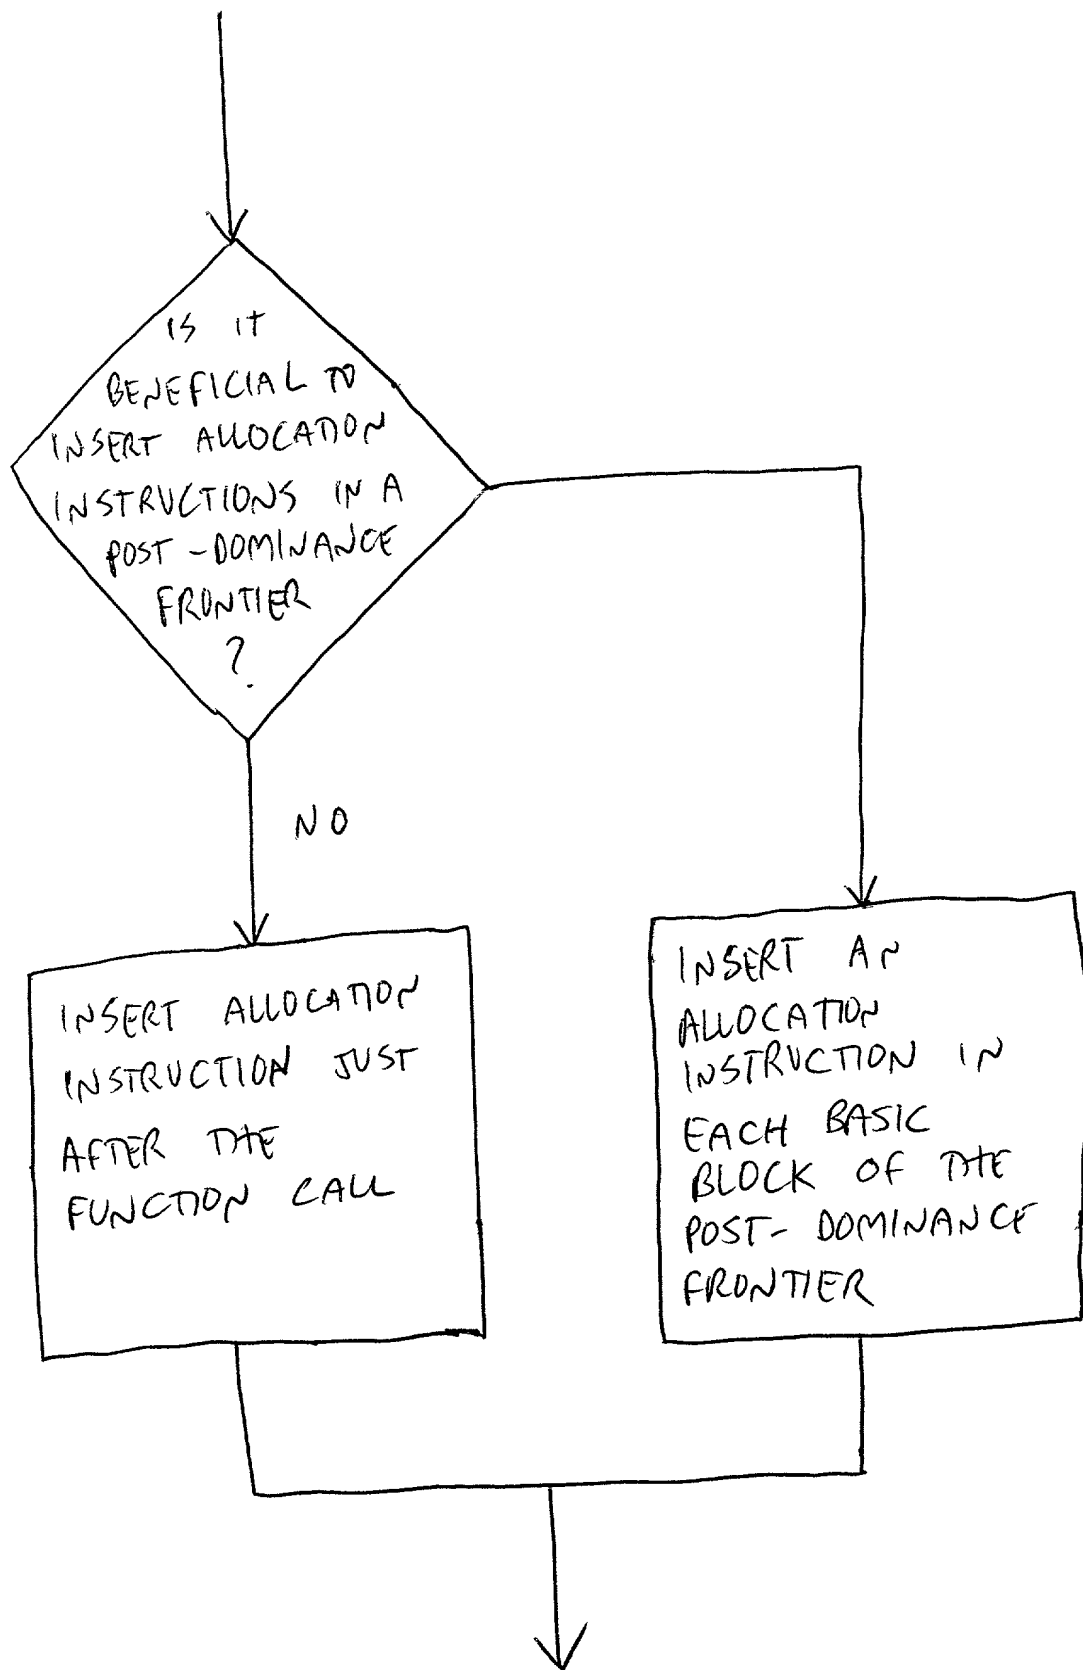 IS IT
BENEFICIAL TO
INSERT ALLOCATION
INSTRUCTIONS IN A
POST-DOMINANCE
FRONTIER
?
NO
INSERT ALLOCATION
INSTRUCTION JUST
AFTER THE
FUNCTION CALL
INSERT AN
ALLOCATION
INSTRUCTION IN
EACH BASIC
BLOCK OF THE
POST-DOMINANCE
FRONTIER